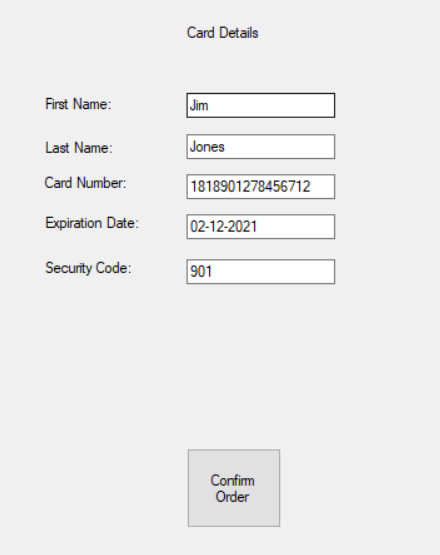 Card Details
First Name: Jim
Last Name: Jones
Card Number: 1818901278456712
Expiration Date: 02-12-2021
Security Code: 901
Confirm
Order